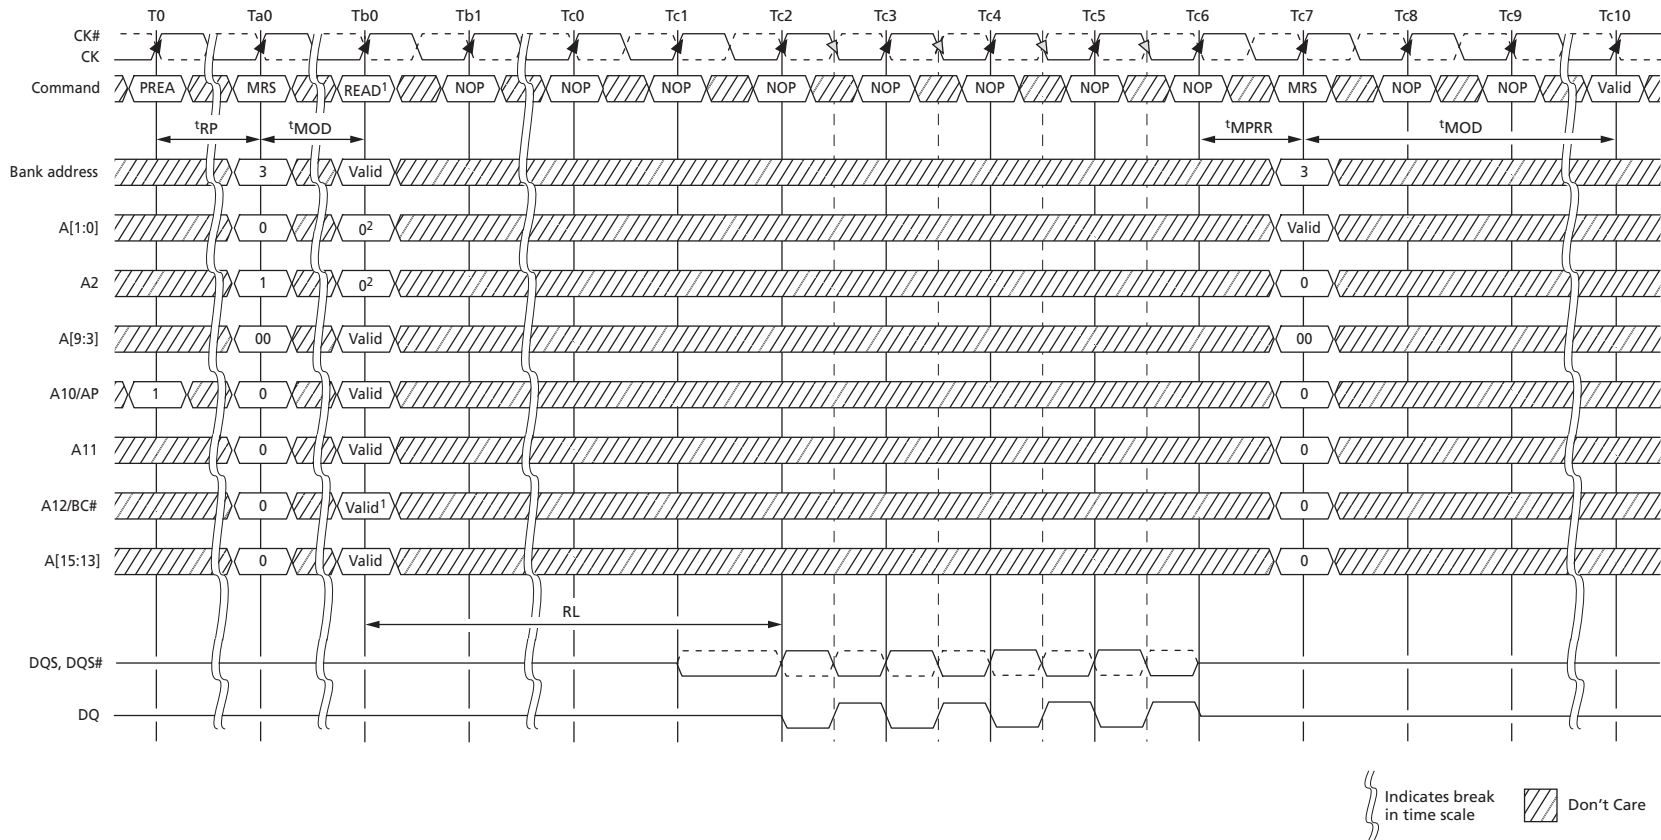 T0 Ta0 Tb0 Tb1 Tc0 Tc1 Tc2 Tc3 Tc4 Tc5 Tc6 Tc7 Tc8 Tc9 Tc10
CK#
CK
Command PREA MRS READ¹ NOP NOP NOP NOP NOP NOP NOP NOP MRS NOP NOP Valid
tRP tMOD tMPRR tMOD
Bank address 3 Valid 3
A[1:0] 0 0² Valid
A2 1 0² 0
A[9:3] 00 Valid 00
A10/AP 1 0 Valid 0
A11 0 Valid 0
A12/BC# 0 Valid¹ 0
A[15:13] 0 Valid 0
RL
DQS, DQS#
DQ
Indicates break
in time scale
Don't Care